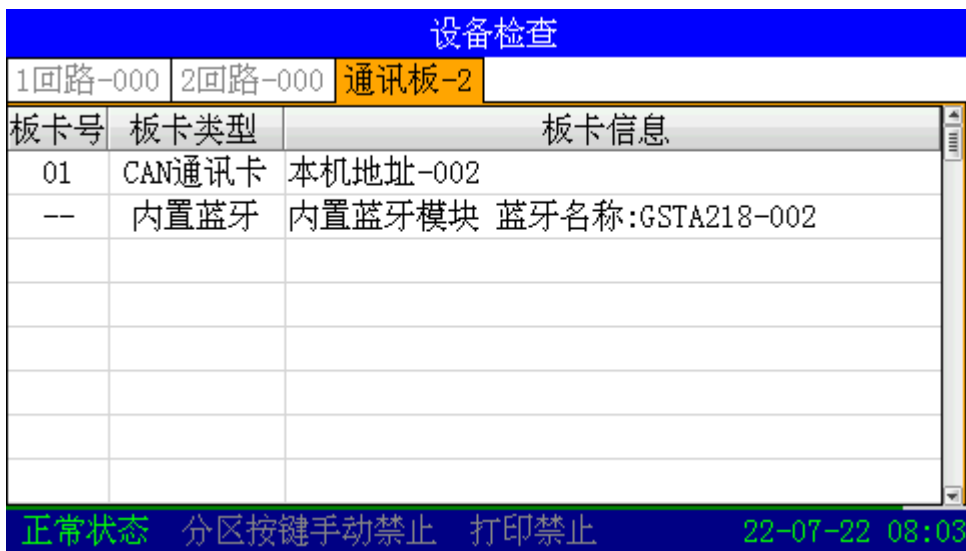 设备检查
1回路-000 2回路-000 通讯板-2
板卡号 板卡类型 板卡信息
01 CAN通讯卡 本机地址-002
-- 内置蓝牙 内置蓝牙模块 蓝牙名称:GSTA218-002
正常状态 分区按键手动禁止 打印禁止 22-07-22 08:03